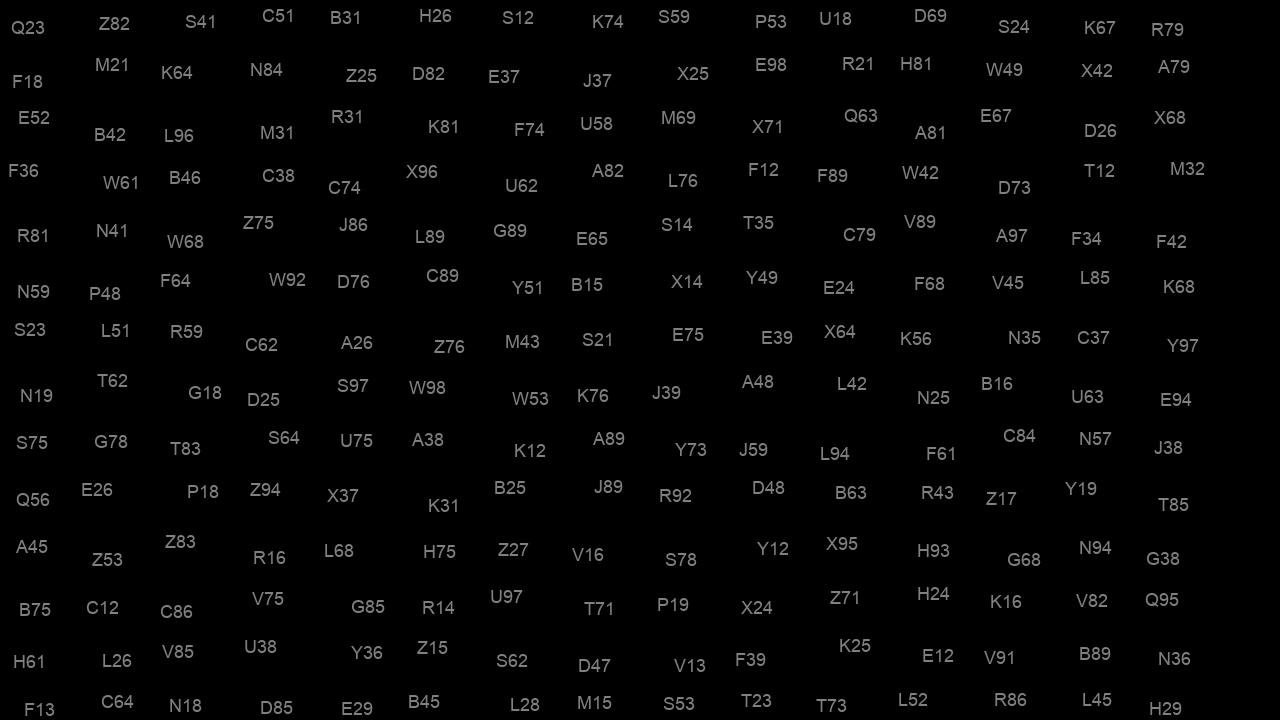 Q23 Z82 S41 C51 B31 H26 S12 K74 S59 P53 U18 D69 S24 K67 R79
F18 M21 K64 N84 Z25 D82 E37 J37 X25 E98 R21 H81 W49 X42 A79
E52 B42 L96 M31 R31 K81 F74 U58 M69 X71 Q63 A81 E67 D26 X68
F36 W61 B46 C38 C74 X96 U62 A82 L76 F12 F89 W42 D73 T12 M32
R81 N41 W68 Z75 J86 L89 G89 E65 S14 T35 C79 V89 A97 F34 F42
N59 P48 F64 W92 D76 C89 Y51 B15 X14 Y49 E24 F68 V45 L85 K68
S23 L51 R59 C62 A26 Z76 M43 S21 E75 E39 X64 K56 N35 C37 Y97
N19 T62 G18 D25 S97 W98 W53 K76 J39 A48 L42 N25 B16 U63 E94
S75 G78 T83 S64 U75 A38 K12 A89 Y73 J59 L94 F61 C84 N57 J38
Q56 E26 P18 Z94 X37 K31 B25 J89 R92 D48 B63 R43 Z17 Y19 T85
A45 Z53 Z83 R16 L68 H75 Z27 V16 S78 Y12 X95 H93 G68 N94 G38
B75 C12 C86 V75 G85 R14 U97 T71 P19 X24 Z71 H24 K16 V82 Q95
H61 L26 V85 U38 Y36 Z15 S62 D47 V13 F39 K25 E12 V91 B89 N36
F13 C64 N18 D85 E29 B45 L28 M15 S53 T23 T73 L52 R86 L45 H29